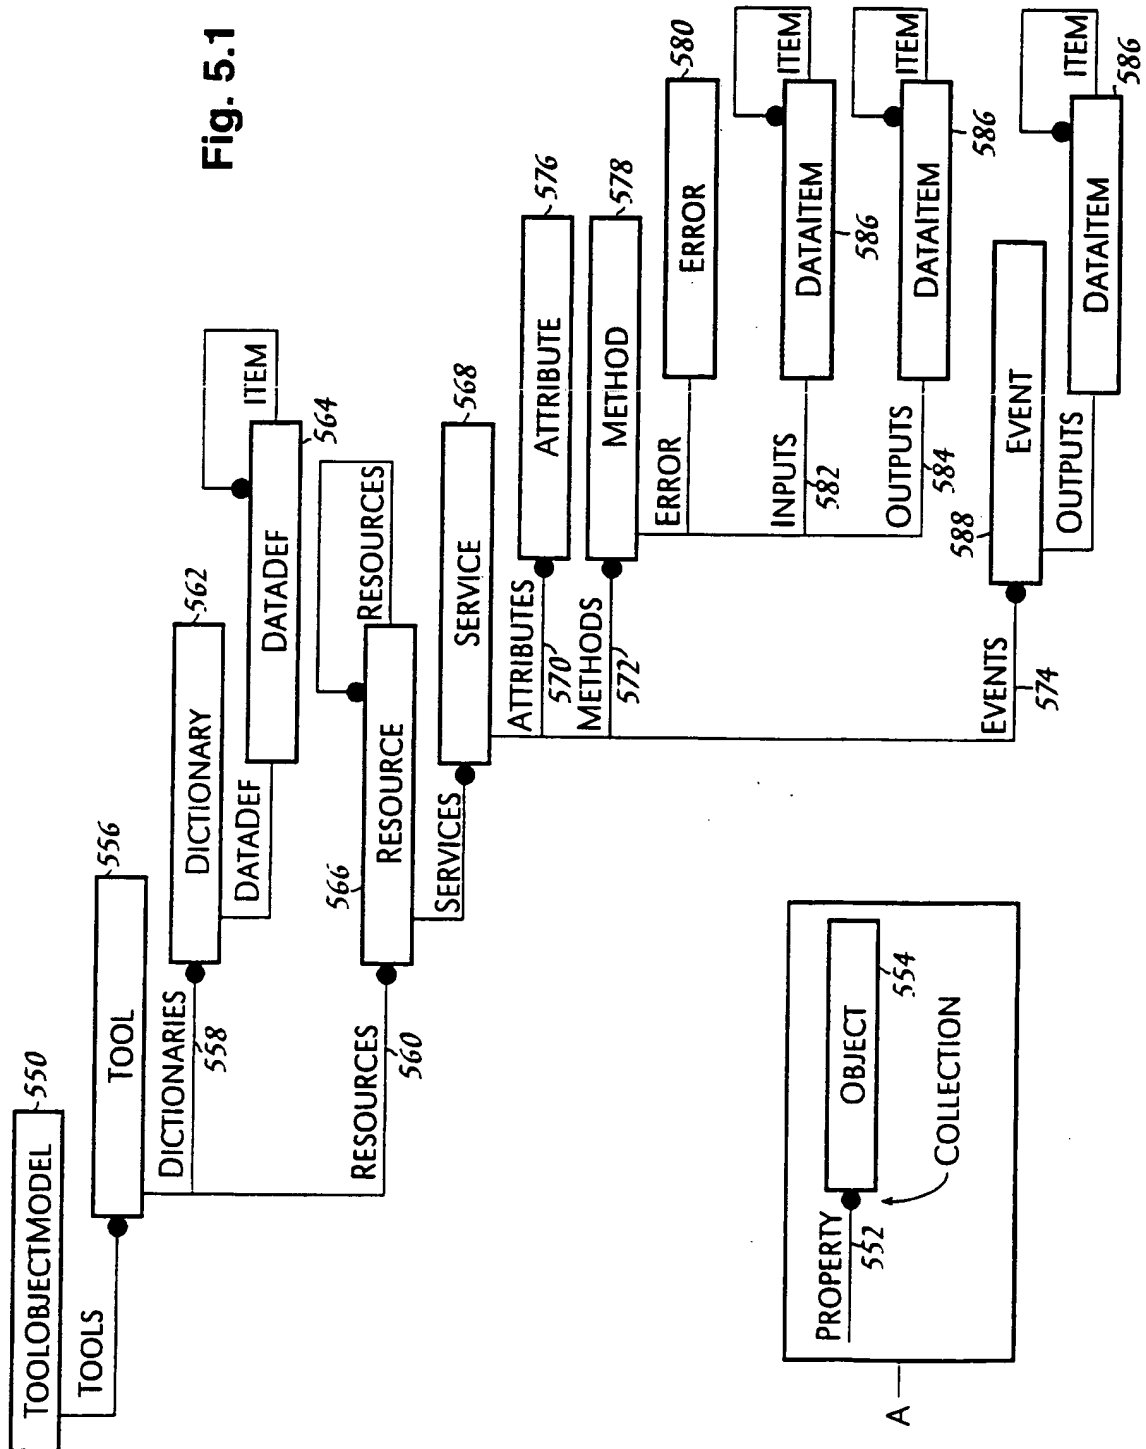 Fig. 5.1
TOOLOBJECTMODEL 550
TOOLS
TOOL 556
DICTIONARIES 558
DICTIONARY 562
DATADEF
DATADEF 564
ITEM
RESOURCES 560
RESOURCE 566
RESOURCES
SERVICES
SERVICE 568
ATTRIBUTES 570
ATTRIBUTE 576
METHODS 572
METHOD 578
ERROR
ERROR 580
INPUTS 582
DATAITEM 586
ITEM
OUTPUTS 584
DATAITEM 586
ITEM
EVENTS 574
EVENT 588
OUTPUTS
DATAITEM 586
ITEM
A
PROPERTY 552
OBJECT 554
COLLECTION